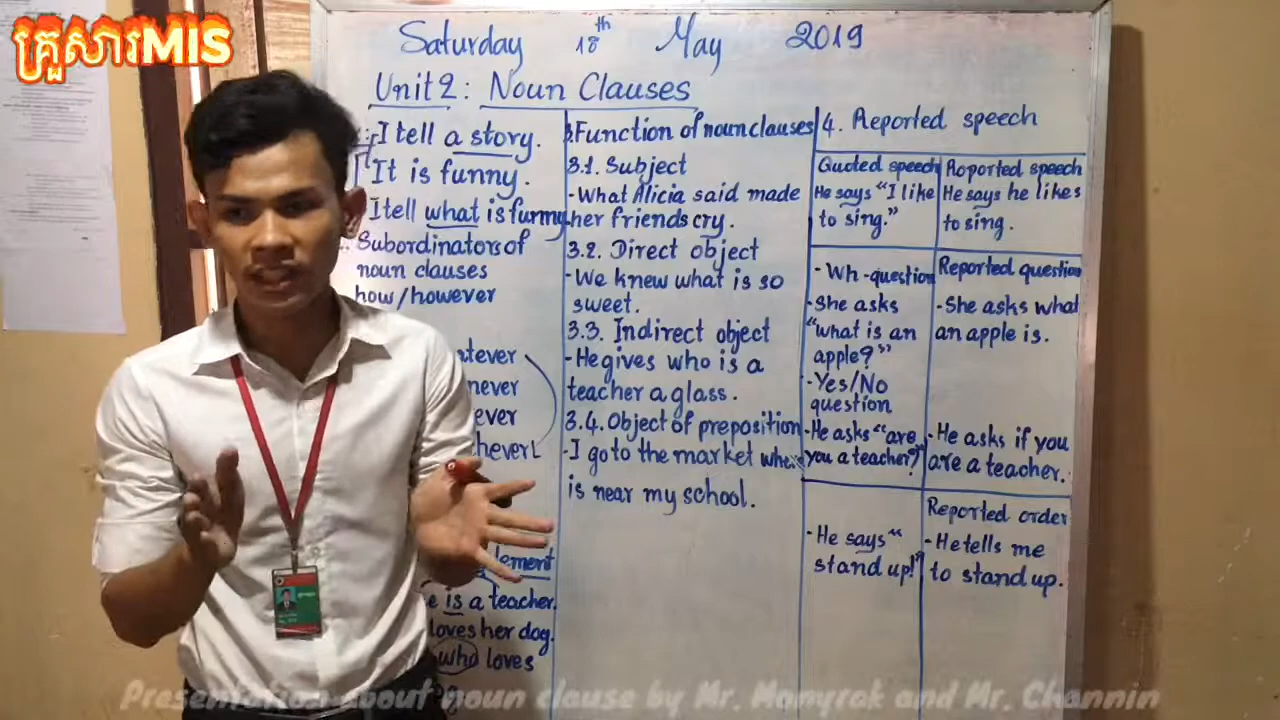 គ្រួសារMIS
Saturday 18th May 2019
Unit 2: Noun Clauses
I tell a story.
It is funny.
I tell what is funny.
Subordinators of
noun clauses
how/however
atever
never
ever
chever
lement
e is a teacher.
loves her dog.
who loves
3. Function of noun clauses
3.1. Subject
- What Alicia said made
her friends cry.
3.2. Direct object
- We knew what is so
sweet.
3.3. Indirect object
- He gives who is a
teacher a glass.
3.4. Object of preposition
- I go to the market
is near my school.
4. Reported speech
Quoted speech
He says "I like
to sing."
Roported speech
He says he likes
to sing.
- Wh-question
- She asks
"what is an
apple?"
- Yes/No
question
- He asks "are
you a teacher?"
Reported question
- She asks what
an apple is.
- He asks if you
are a teacher.
- He says "
stand up!"
Reported order
- He tells me
to stand up.
Presentation about noun clause by Mr. Monyrak and Mr. Channin